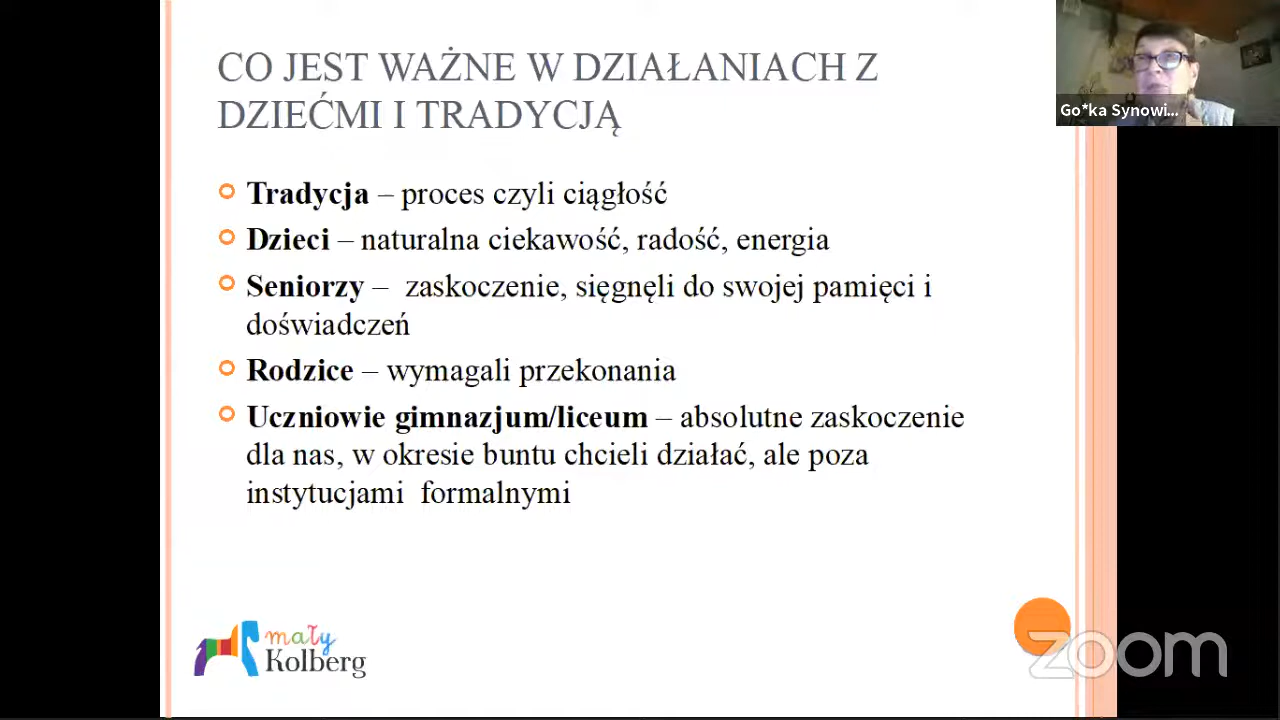 CO JEST WAŻNE W DZIAŁANIACH Z
DZIEĆMI I TRADYCJĄ
Go*ka Synowi...
Tradycja – proces czyli ciągłość
Dzieci – naturalna ciekawość, radość, energia
Seniorzy – zaskoczenie, sięgnęli do swojej pamięci i
doświadczeń
Rodzice – wymagali przekonania
Uczniowie gimnazjum/liceum – absolutne zaskoczenie
dla nas, w okresie buntu chcieli działać, ale poza
instytucjami formalnymi
mały
Kolberg
zoom